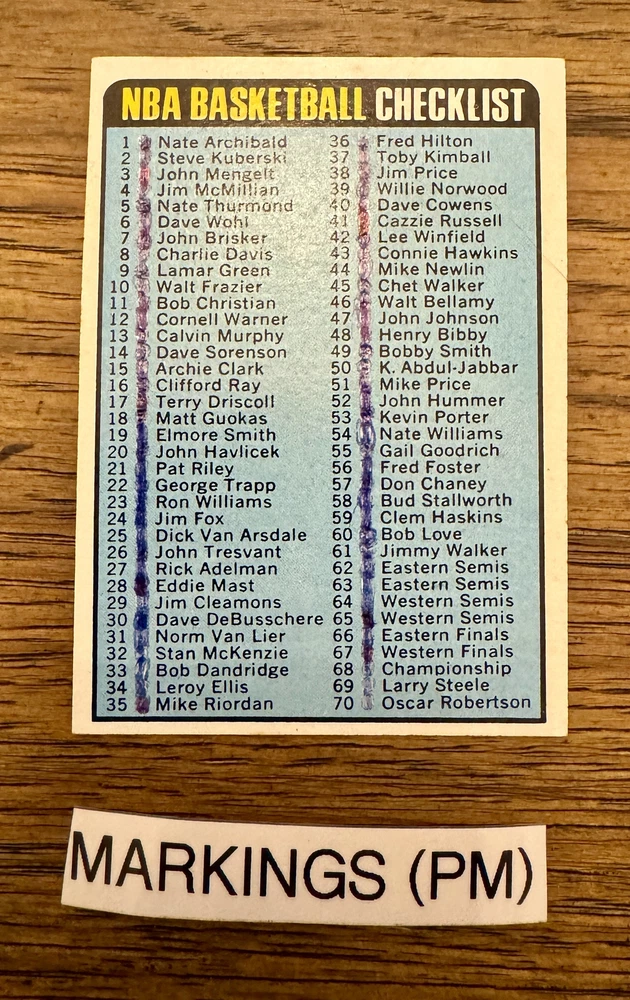 NBA BASKETBALL CHECKLIST
1 Nate Archibald
2 Steve Kuberski
3 John Mengelt
4 Jim McMillian
5 Nate Thurmond
6 Dave Wohl
7 John Brisker
8 Charlie Davis
9 Lamar Green
10 Walt Frazier
11 Bob Christian
12 Cornell Warner
13 Calvin Murphy
14 Dave Sorenson
15 Archie Clark
16 Clifford Ray
17 Terry Driscoll
18 Matt Guokas
19 Elmore Smith
20 John Havlicek
21 Pat Riley
22 George Trapp
23 Ron Williams
24 Jim Fox
25 Dick Van Arsdale
26 John Tresvant
27 Rick Adelman
28 Eddie Mast
29 Jim Cleamons
30 Dave DeBusschere
31 Norm Van Lier
32 Stan McKenzie
33 Bob Dandridge
34 Leroy Ellis
35 Mike Riordan
36 Fred Hilton
37 Toby Kimball
38 Jim Price
39 Willie Norwood
40 Dave Cowens
41 Cazzie Russell
42 Lee Winfield
43 Connie Hawkins
44 Mike Newlin
45 Chet Walker
46 Walt Bellamy
47 John Johnson
48 Henry Bibby
49 Bobby Smith
50 K. Abdul-Jabbar
51 Mike Price
52 John Hummer
53 Kevin Porter
54 Nate Williams
55 Gail Goodrich
56 Fred Foster
57 Don Chaney
58 Bud Stallworth
59 Clem Haskins
60 Bob Love
61 Jimmy Walker
62 Eastern Semis
63 Eastern Semis
64 Western Semis
65 Western Semis
66 Eastern Finals
67 Western Finals
68 Championship
69 Larry Steele
70 Oscar Robertson
MARKINGS (PM)